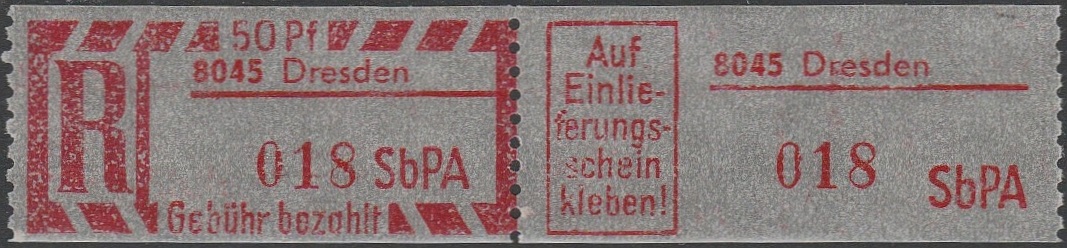 50 Pf
R
8045 Dresden
018 SbPA
Gebühr bezahlt
Auf
Einlie-
ferungs-
schein
kleben!
8045 Dresden
018
SbPA